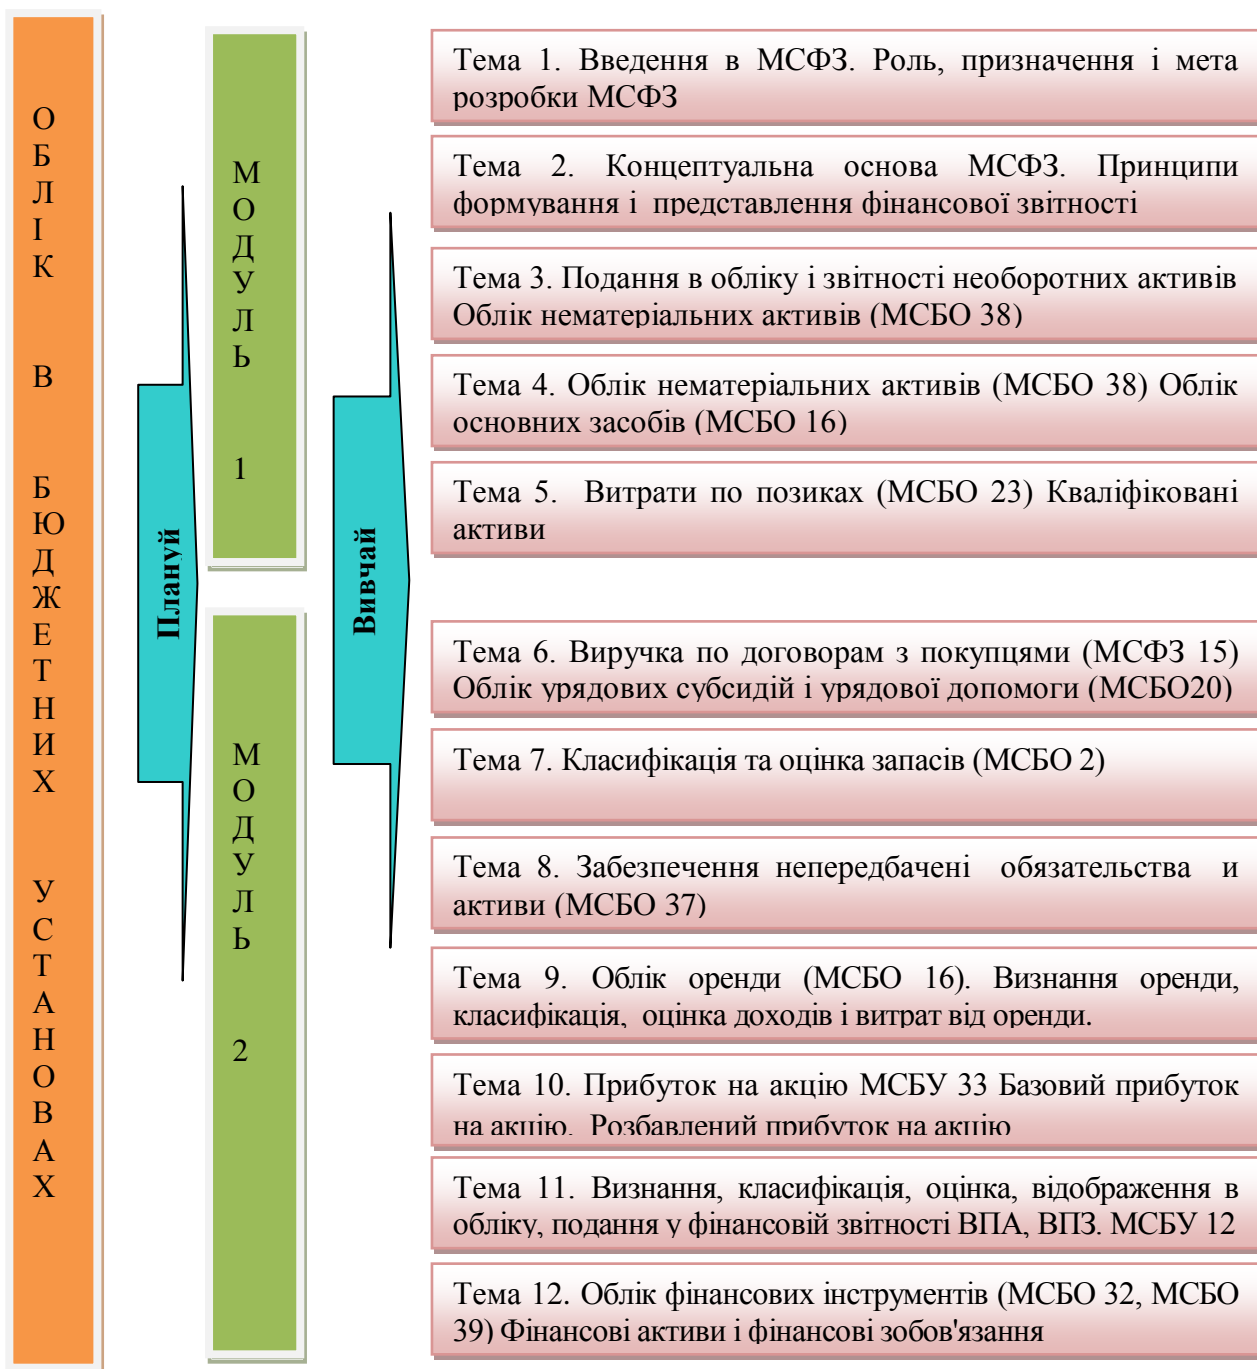 ОБЛІК В БЮДЖЕТНИХ УСТАНОВАХ
Плануй
МОДУЛЬ 1
МОДУЛЬ 2
Вивчай
Тема 1. Введення в МСФЗ. Роль, призначення і мета
розробки МСФЗ
Тема 2. Концептуальна основа МСФЗ. Принципи
формування і представлення фінансової звітності
Тема 3. Подання в обліку і звітності необоротних активів
Облік нематеріальних активів (МСБО 38)
Тема 4. Облік нематеріальних активів (МСБО 38) Облік
основних засобів (МСБО 16)
Тема 5. Витрати по позиках (МСБО 23) Кваліфіковані
активи
Тема 6. Виручка по договорам з покупцями (МСФЗ 15)
Облік урядових субсидій і урядової допомоги (МСБО20)
Тема 7. Класифікація та оцінка запасів (МСБО 2)
Тема 8. Забезпечення непередбачені обязательства и
активи (МСБО 37)
Тема 9. Облік оренди (МСБО 16). Визнання оренди,
класифікація, оцінка доходів і витрат від оренди.
Тема 10. Прибуток на акцію МСБУ 33 Базовий прибуток
на акцію. Розбавлений прибуток на акцію
Тема 11. Визнання, класифікація, оцінка, відображення в
обліку, подання у фінансовій звітності ВПА, ВПЗ. МСБУ 12
Тема 12. Облік фінансових інструментів (МСБО 32, МСБО
39) Фінансові активи і фінансові зобов'язання